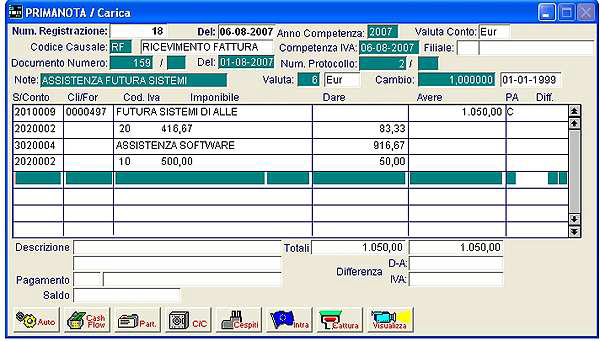 PRIMANOTA / Carica
Num. Registrazione: 18 Del: 06-08-2007 Anno Competenza: 2007 Valuta Conto: Eur
Codice Causale: RF RICEVIMENTO FATTURA Competenza IVA: 06-08-2007 Filiale:
Documento Numero: 159 / Del: 01-08-2007 Num. Protocollo: 2 /
Note: ASSISTENZA FUTURA SISTEMI Valuta: 6 Eur Cambio: 1,000000 01-01-1999
S/Conto Cli/For Cod. Iva Imponibile Dare Avere PA Diff.
2010009 0000497 FUTURA SISTEMI DI ALLE 1.050,00 C
2020002 20 416,67 83,33
3020004 ASSISTENZA SOFTWARE 916,67
2020002 10 500,00 50,00
Descrizione Totali 1.050,00 1.050,00
D-A:
Differenza
Pagamento IVA:
Saldo
Auto Cash Flow Part. C/C Cespiti Intra Cattura Visualizza